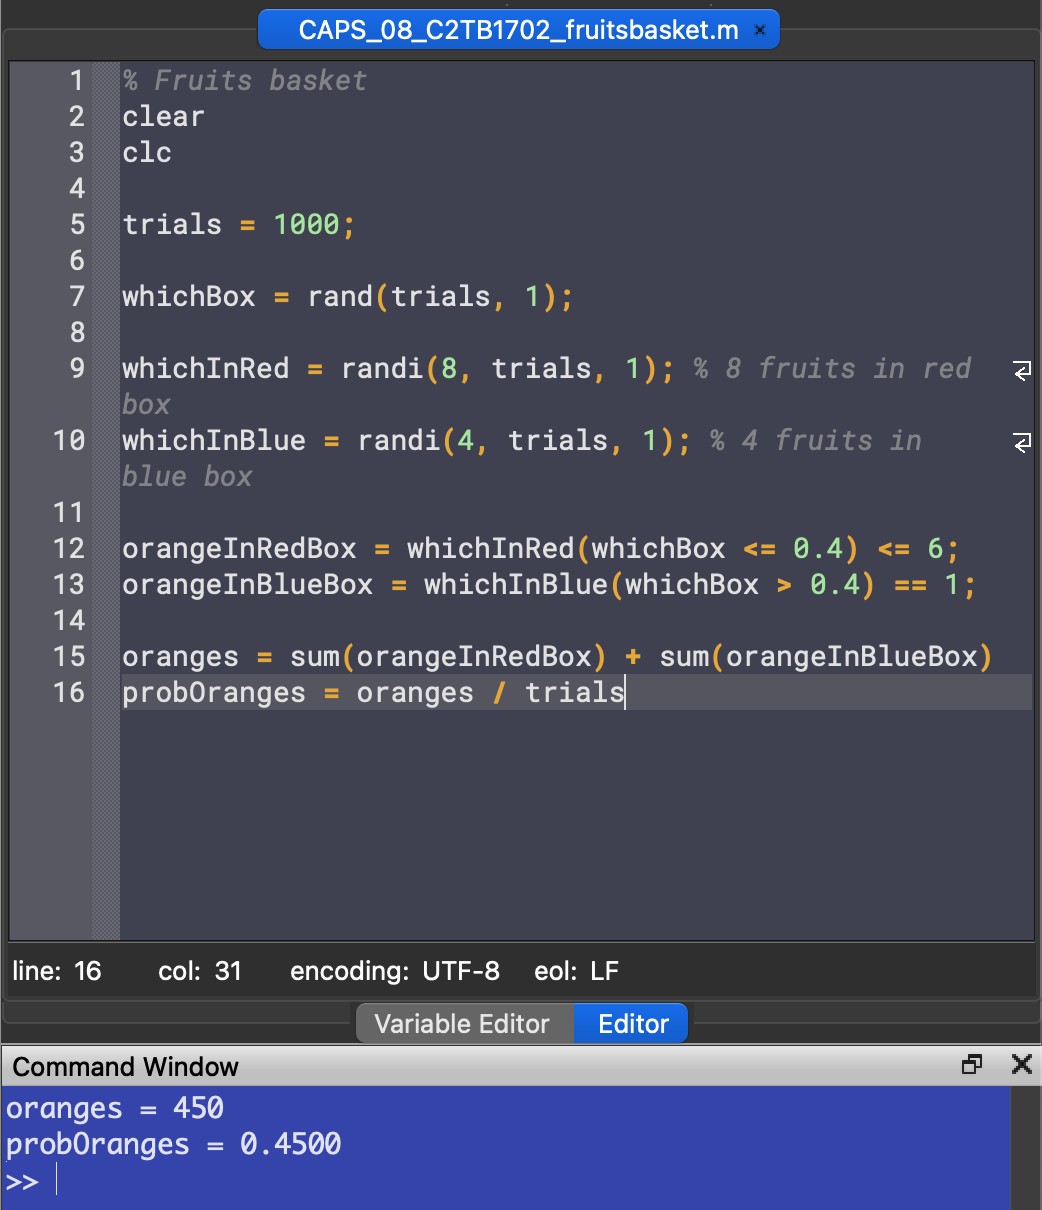 CAPS_08_C2TB1702_fruitsbasket.m ×
1 % Fruits basket
2 clear
3 clc
4
5 trials = 1000;
6
7 whichBox = rand(trials, 1);
8
9 whichInRed = randi(8, trials, 1); % 8 fruits in red
box
10 whichInBlue = randi(4, trials, 1); % 4 fruits in
blue box
11
12 orangeInRedBox = whichInRed(whichBox <= 0.4) <= 6;
13 orangeInBlueBox = whichInBlue(whichBox > 0.4) == 1;
14
15 oranges = sum(orangeInRedBox) + sum(orangeInBlueBox)
16 probOranges = oranges / trials
line: 16 col: 31 encoding: UTF-8 eol: LF
Variable Editor Editor
Command Window
oranges = 450
probOranges = 0.4500
>>